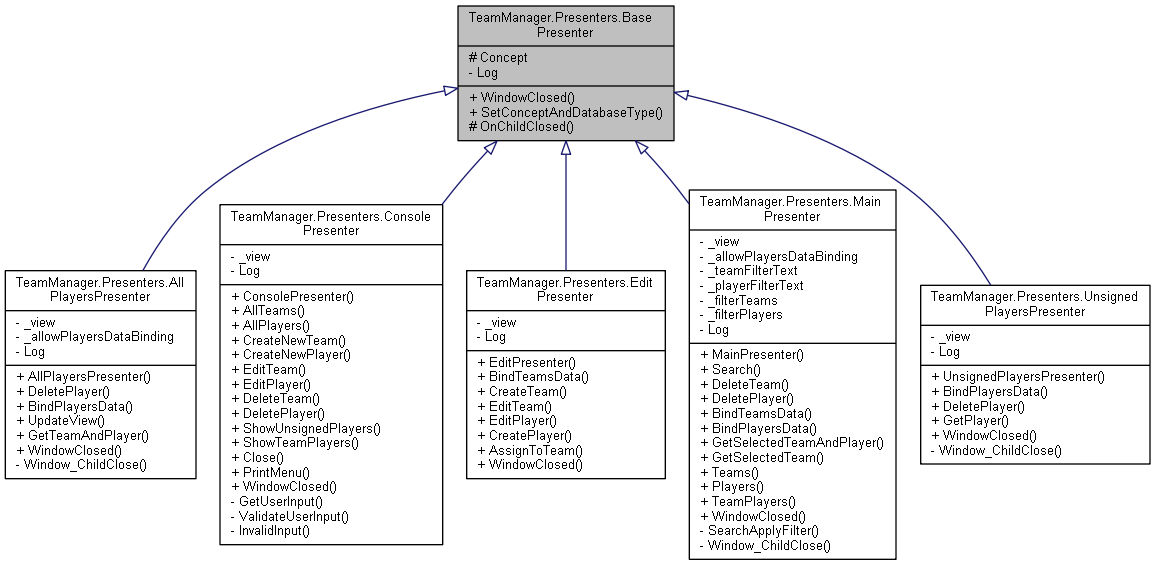 TeamManager.Presenters.Base
Presenter
# Concept
- Log
+ WindowClosed()
+ SetConceptAndDatabaseType()
# OnChildClosed()
TeamManager.Presenters.All
PlayersPresenter
- _view
- _allowPlayersDataBinding
- Log
+ AllPlayersPresenter()
+ DeletePlayer()
+ BindPlayersData()
+ UpdateView()
+ GetTeamAndPlayer()
+ WindowClosed()
- Window_ChildClose()
TeamManager.Presenters.Console
Presenter
- _view
- Log
+ ConsolePresenter()
+ AllTeams()
+ AllPlayers()
+ CreateNewTeam()
+ CreateNewPlayer()
+ EditTeam()
+ EditPlayer()
+ DeleteTeam()
+ DeletePlayer()
+ ShowUnsignedPlayers()
+ ShowTeamPlayers()
+ Close()
+ PrintMenu()
+ WindowClosed()
- GetUserInput()
- ValidateUserInput()
- InvalidInput()
TeamManager.Presenters.Edit
Presenter
- _view
- Log
+ EditPresenter()
+ BindTeamsData()
+ CreateTeam()
+ EditTeam()
+ EditPlayer()
+ CreatePlayer()
+ AssignToTeam()
+ WindowClosed()
TeamManager.Presenters.Main
Presenter
- _view
- _allowPlayersDataBinding
- _teamFilterText
- _playerFilterText
- _filterTeams
- _filterPlayers
- Log
+ MainPresenter()
+ Search()
+ DeleteTeam()
+ DeletePlayer()
+ BindTeamsData()
+ BindPlayersData()
+ GetSelectedTeamAndPlayer()
+ GetSelectedTeam()
+ Teams()
+ Players()
+ TeamPlayers()
+ WindowClosed()
- SearchApplyFilter()
- Window_ChildClose()
TeamManager.Presenters.Unsigned
PlayersPresenter
- _view
- Log
+ UnsignedPlayersPresenter()
+ BindPlayersData()
+ DeletePlayer()
+ GetPlayer()
+ WindowClosed()
- Window_ChildClose()